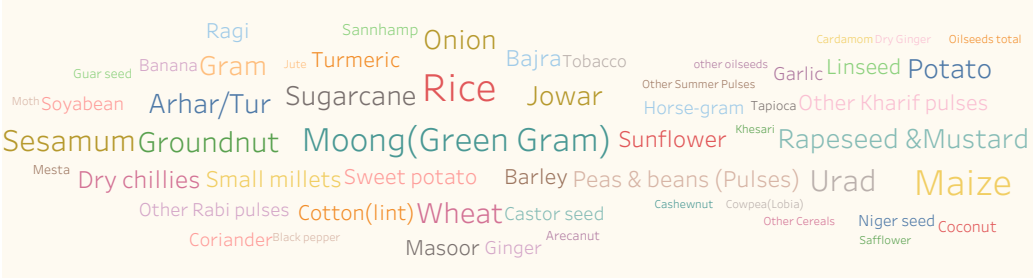 Ragi
Sannhamp
Onion
Cardamom
Dry Ginger
Oilseeds total
Guar seed
Banana
Gram
Jute
Turmeric
Bajra
Tobacco
other oilseeds
Garlic
Linseed
Potato
Moth
Soyabean
Arhar/Tur
Sugarcane
Rice
Jowar
Other Summer Pulses
Horse-gram
Tapioca
Other Kharif pulses
Sesamum
Groundnut
Moong(Green Gram)
Sunflower
Khesari
Rapeseed &Mustard
Mesta
Dry chillies
Small millets
Sweet potato
Barley
Peas & beans (Pulses)
Urad
Maize
Other Rabi pulses
Cotton(lint)
Wheat
Castor seed
Cashewnut
Cowpea(Lobia)
Other Cereals
Niger seed
Coconut
Coriander
Black pepper
Masoor
Ginger
Arecanut
Safflower